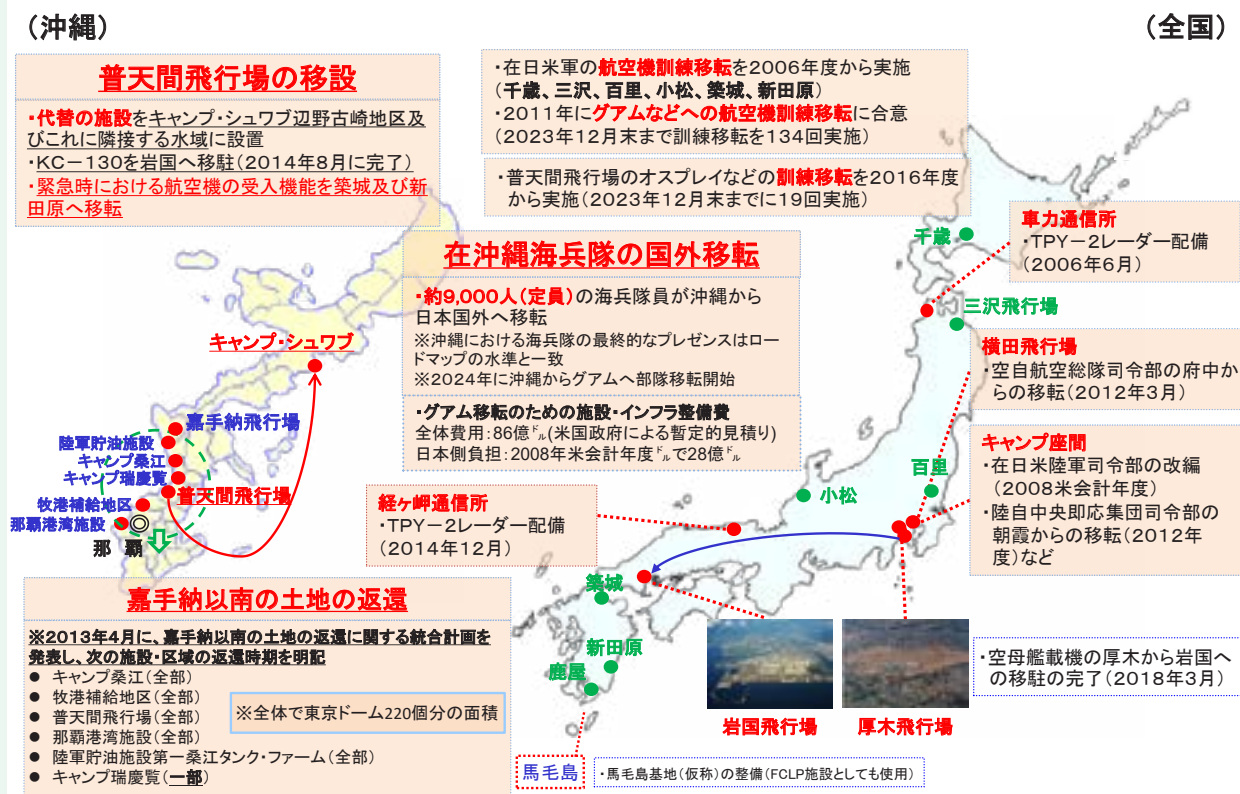 （沖縄）
（全国）
普天間飛行場の移設
・代替の施設をキャンプ・シュワブ辺野古崎地区及
びこれに隣接する水域に設置
・KC－130を岩国へ移駐（2014年8月に完了）
・緊急時における航空機の受入機能を築城及び新
田原へ移転
・在日米軍の航空機訓練移転を2006年度から実施
（千歳、三沢、百里、小松、築城、新田原）
・2011年にグアムなどへの航空機訓練移転に合意
（2023年12月末まで訓練移転を134回実施）
・普天間飛行場のオスプレイなどの訓練移転を2016年度
から実施（2023年12月末までに19回実施）
在沖縄海兵隊の国外移転
・約9,000人（定員）の海兵隊員が沖縄から
日本国外へ移転
※沖縄における海兵隊の最終的なプレゼンスはロー
ドマップの水準と一致
※2024年に沖縄からグアムへ部隊移転開始
・グアム移転のための施設・インフラ整備費
全体費用：86億ドル（米国政府による暫定的見積り）
日本側負担：2008年米会計年度ドルで28億ドル
キャンプ・シュワブ
嘉手納飛行場
陸軍貯油施設
キャンプ桑江
キャンプ瑞慶覧
普天間飛行場
牧港補給地区
那覇港湾施設
那 覇
嘉手納以南の土地の返還
※2013年4月に、嘉手納以南の土地の返還に関する統合計画を
発表し、次の施設・区域の返還時期を明記
● キャンプ桑江（全部）
● 牧港補給地区（全部）
● 普天間飛行場（全部）
● 那覇港湾施設（全部）
● 陸軍貯油施設第一桑江タンク・ファーム（全部）
● キャンプ瑞慶覧（一部）
※全体で東京ドーム220個分の面積
千歳
車力通信所
・TPY－2レーダー配備
（2006年6月）
三沢飛行場
横田飛行場
・空自航空総隊司令部の府中か
らの移転（2012年3月）
キャンプ座間
・在日米陸軍司令部の改編
（2008米会計年度）
・陸自中央即応集団司令部の
朝霞からの移転（2012年
度）など
百里
小松
経ヶ岬通信所
・TPY－2レーダー配備
（2014年12月）
築城
新田原
鹿屋
岩国飛行場
厚木飛行場
・空母艦載機の厚木から岩国へ
の移駐の完了（2018年3月）
馬毛島
・馬毛島基地（仮称）の整備（FCLP施設としても使用）